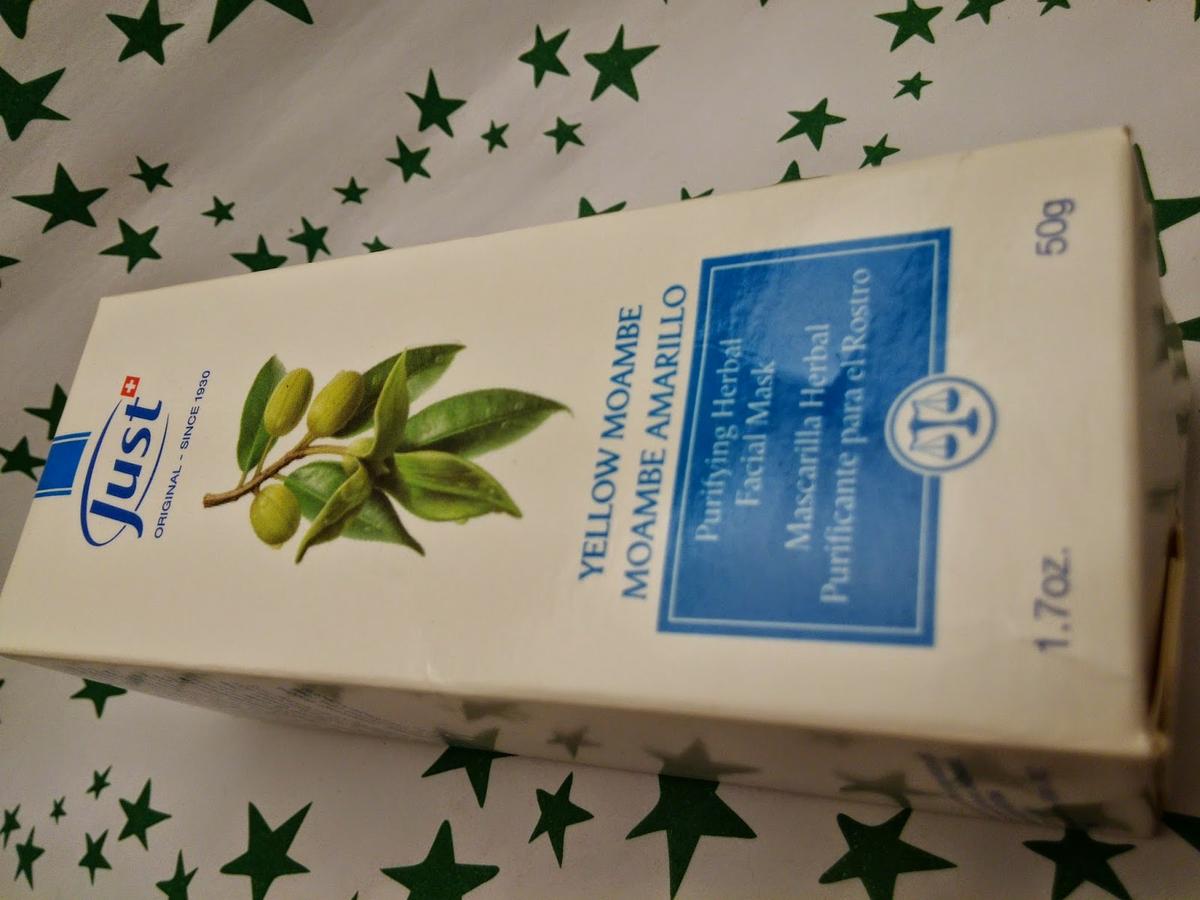 Just
ORIGINAL - SINCE 1930
YELLOW MOAMBE
MOAMBE AMARILLO
Purifying Herbal
Facial Mask
Mascarilla Herbal
Purificante para el Rostro
1.7oz.
50g